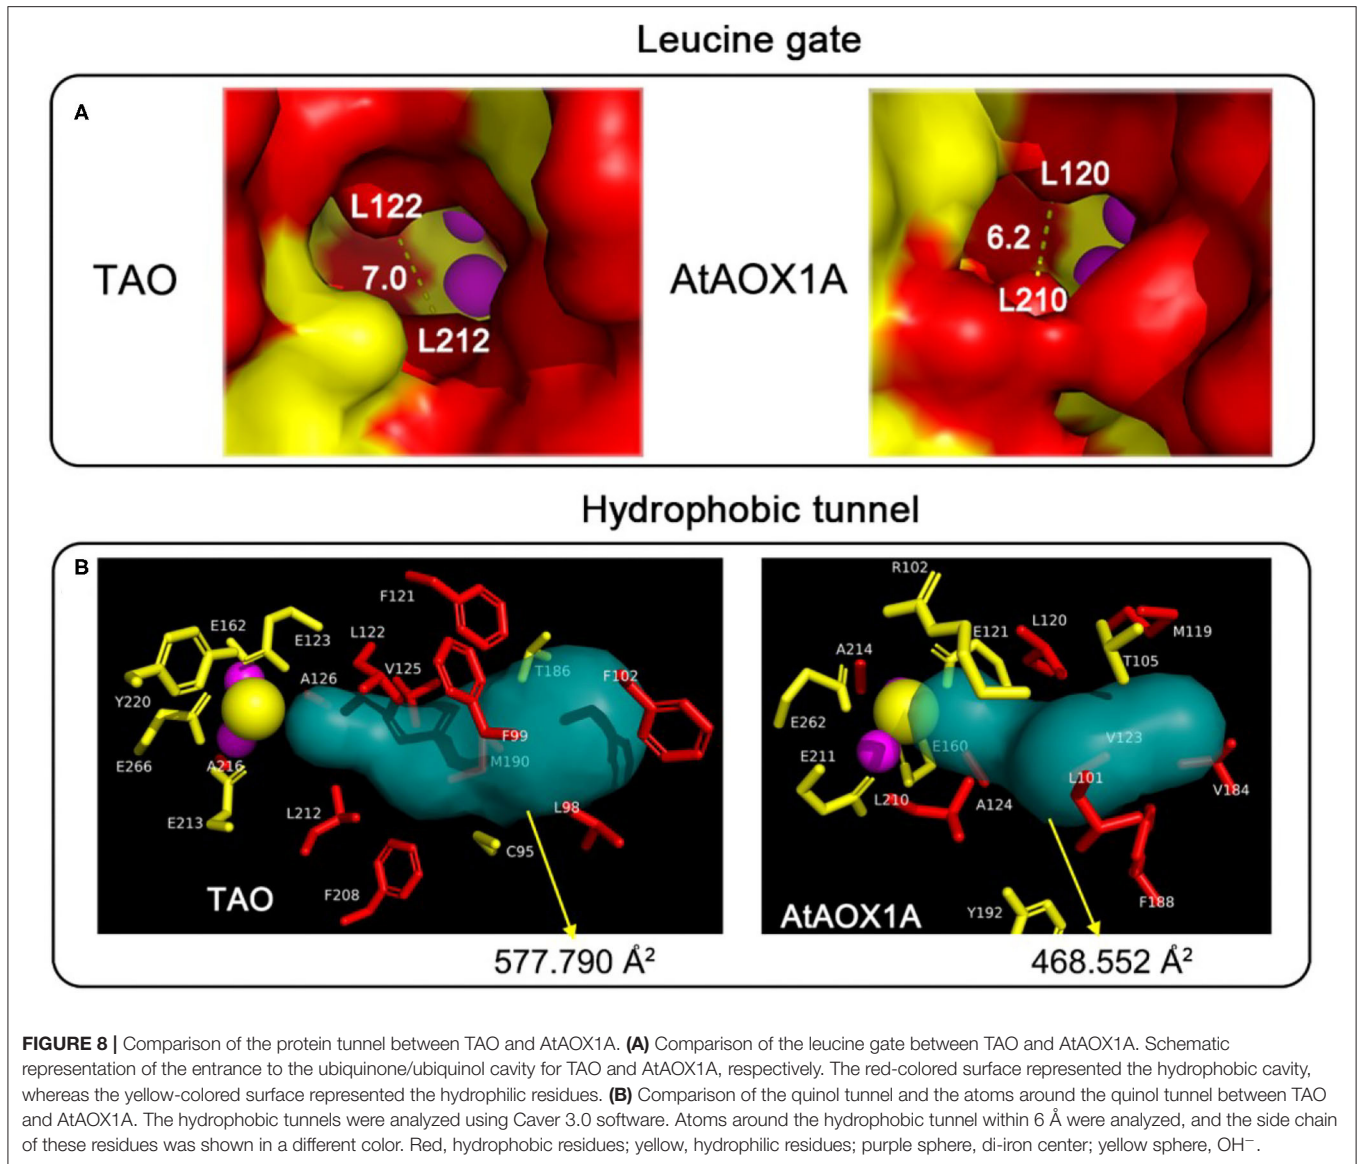 Leucine gate
A
TAO
L122
7.0
L212
AtAOX1A
L120
6.2
L210
Hydrophobic tunnel
B
F121
E162
E123
L122
V125
A126
T186
F102
Y220
F99
M190
E266
A216
E213
L212
L98
C95
F208
TAO
577.790 Å²
R102
L120
E121
M119
A214
T105
E262
V123
E160
E211
L101
L210
A124
V184
F188
Y192
AtAOX1A
468.552 Å²
FIGURE 8 | Comparison of the protein tunnel between TAO and AtAOX1A. (A) Comparison of the leucine gate between TAO and AtAOX1A. Schematic
representation of the entrance to the ubiquinone/ubiquinol cavity for TAO and AtAOX1A, respectively. The red-colored surface represented the hydrophobic cavity,
whereas the yellow-colored surface represented the hydrophilic residues. (B) Comparison of the quinol tunnel and the atoms around the quinol tunnel between TAO
and AtAOX1A. The hydrophobic tunnels were analyzed using Caver 3.0 software. Atoms around the hydrophobic tunnel within 6 Å were analyzed, and the side chain
of these residues was shown in a different color. Red, hydrophobic residues; yellow, hydrophilic residues; purple sphere, di-iron center; yellow sphere, OH⁻.